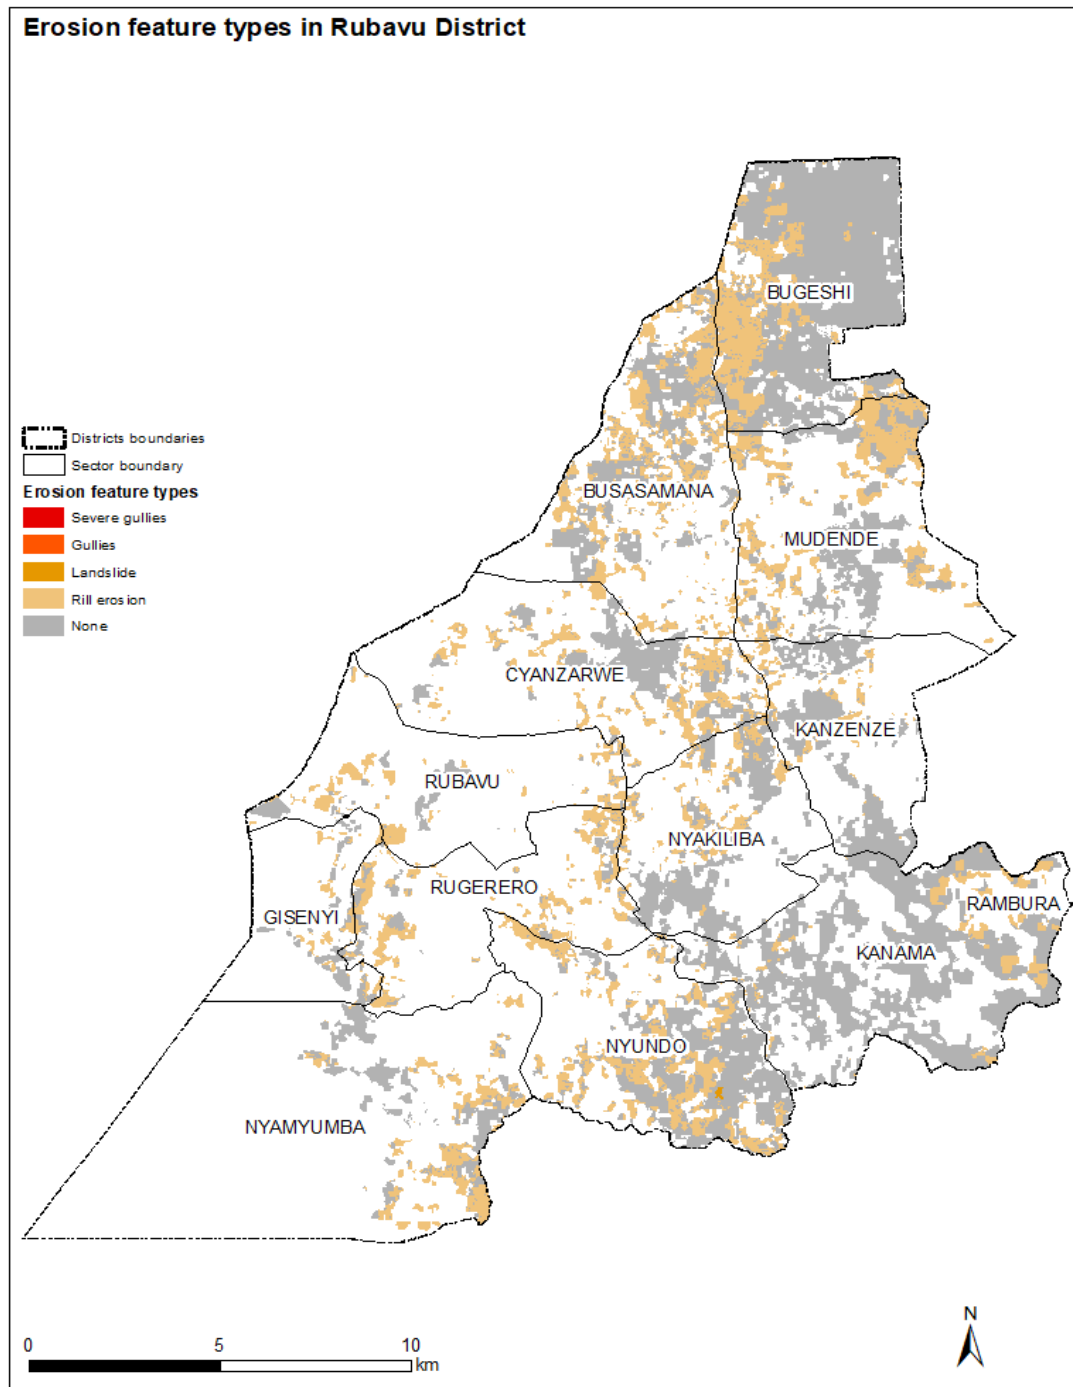 Erosion feature types in Rubavu District
BUGESHI
Districts boundaries
Sector boundary
Erosion feature types
Severe gullies
Gullies
Landslide
Rill erosion
None
BUSASAMANA
MUDENDE
CYANZARWE
KANZENZE
RUBAVU
NYAKILIBA
RUGERERO
GISENYI
RAMBURA
KANAMA
NYUNDO
NYAMYUMBA
N
0 5 10
km